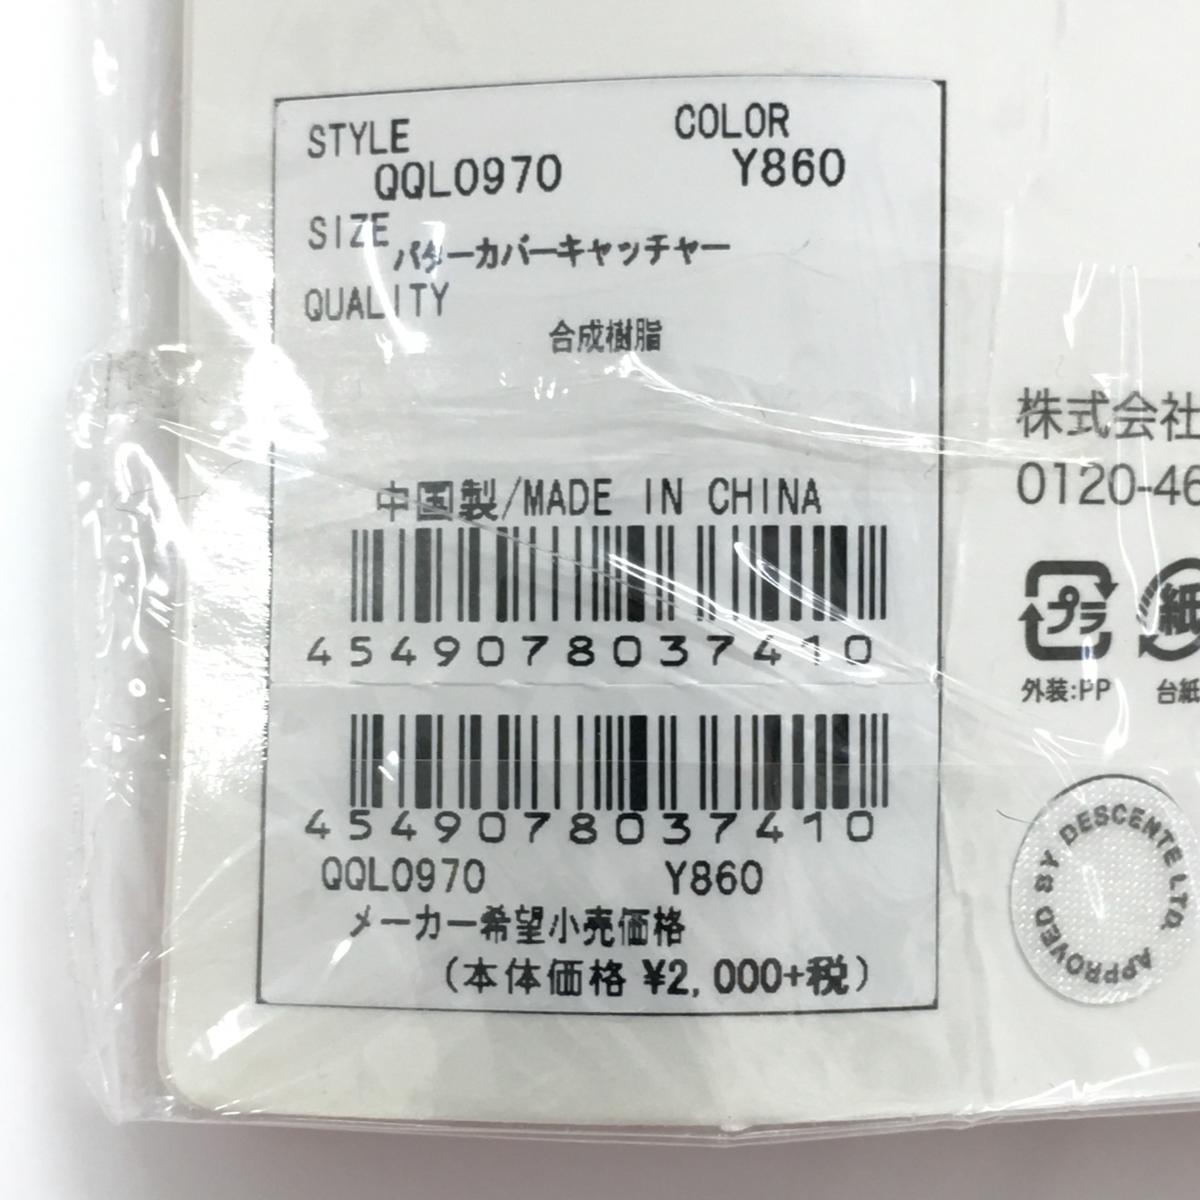 STYLE COLOR
QQL0970 Y860
SIZE パターカバーキャッチャー
QUALITY
合成樹脂
中国製/MADE IN CHINA
4549078037410
4549078037410
QQL0970 Y860
メーカー希望小売価格
(本体価格 ¥2,000+税)
株式会社
0120-46
プラ
紙
外装:PP
台紙
APPROVED BY DESCENTE LTD.